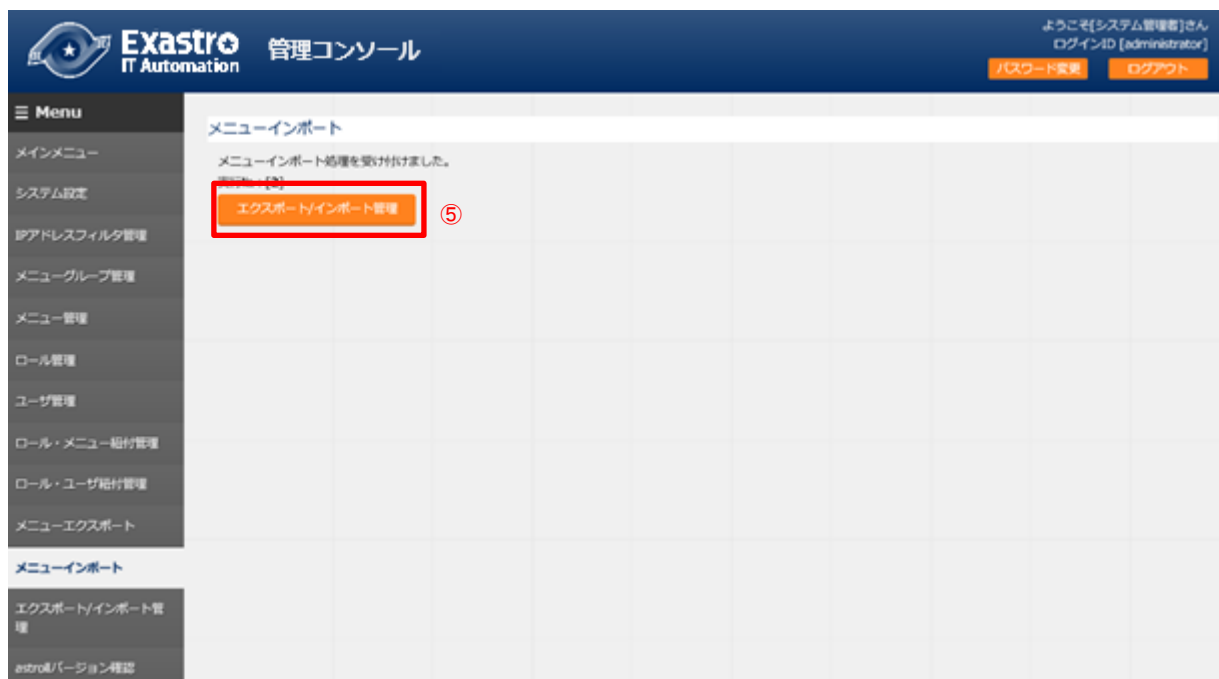 Exastro
IT Automation
管理コンソール
ようこそ[システム管理者]さん
ログインID [administrator]
パスワード変更
ログアウト
≡ Menu
メインメニュー
システム設定
IPアドレスフィルタ管理
メニューグループ管理
メニュー管理
ロール管理
ユーザ管理
ロール・メニュー紐付管理
ロール・ユーザ紐付管理
メニューエクスポート
メニューインポート
エクスポート/インポート管
理
バージョン確認
メニューインポート
メニューインポート処理を受け付けました。
[2]
エクスポート/インポート管理
⑤